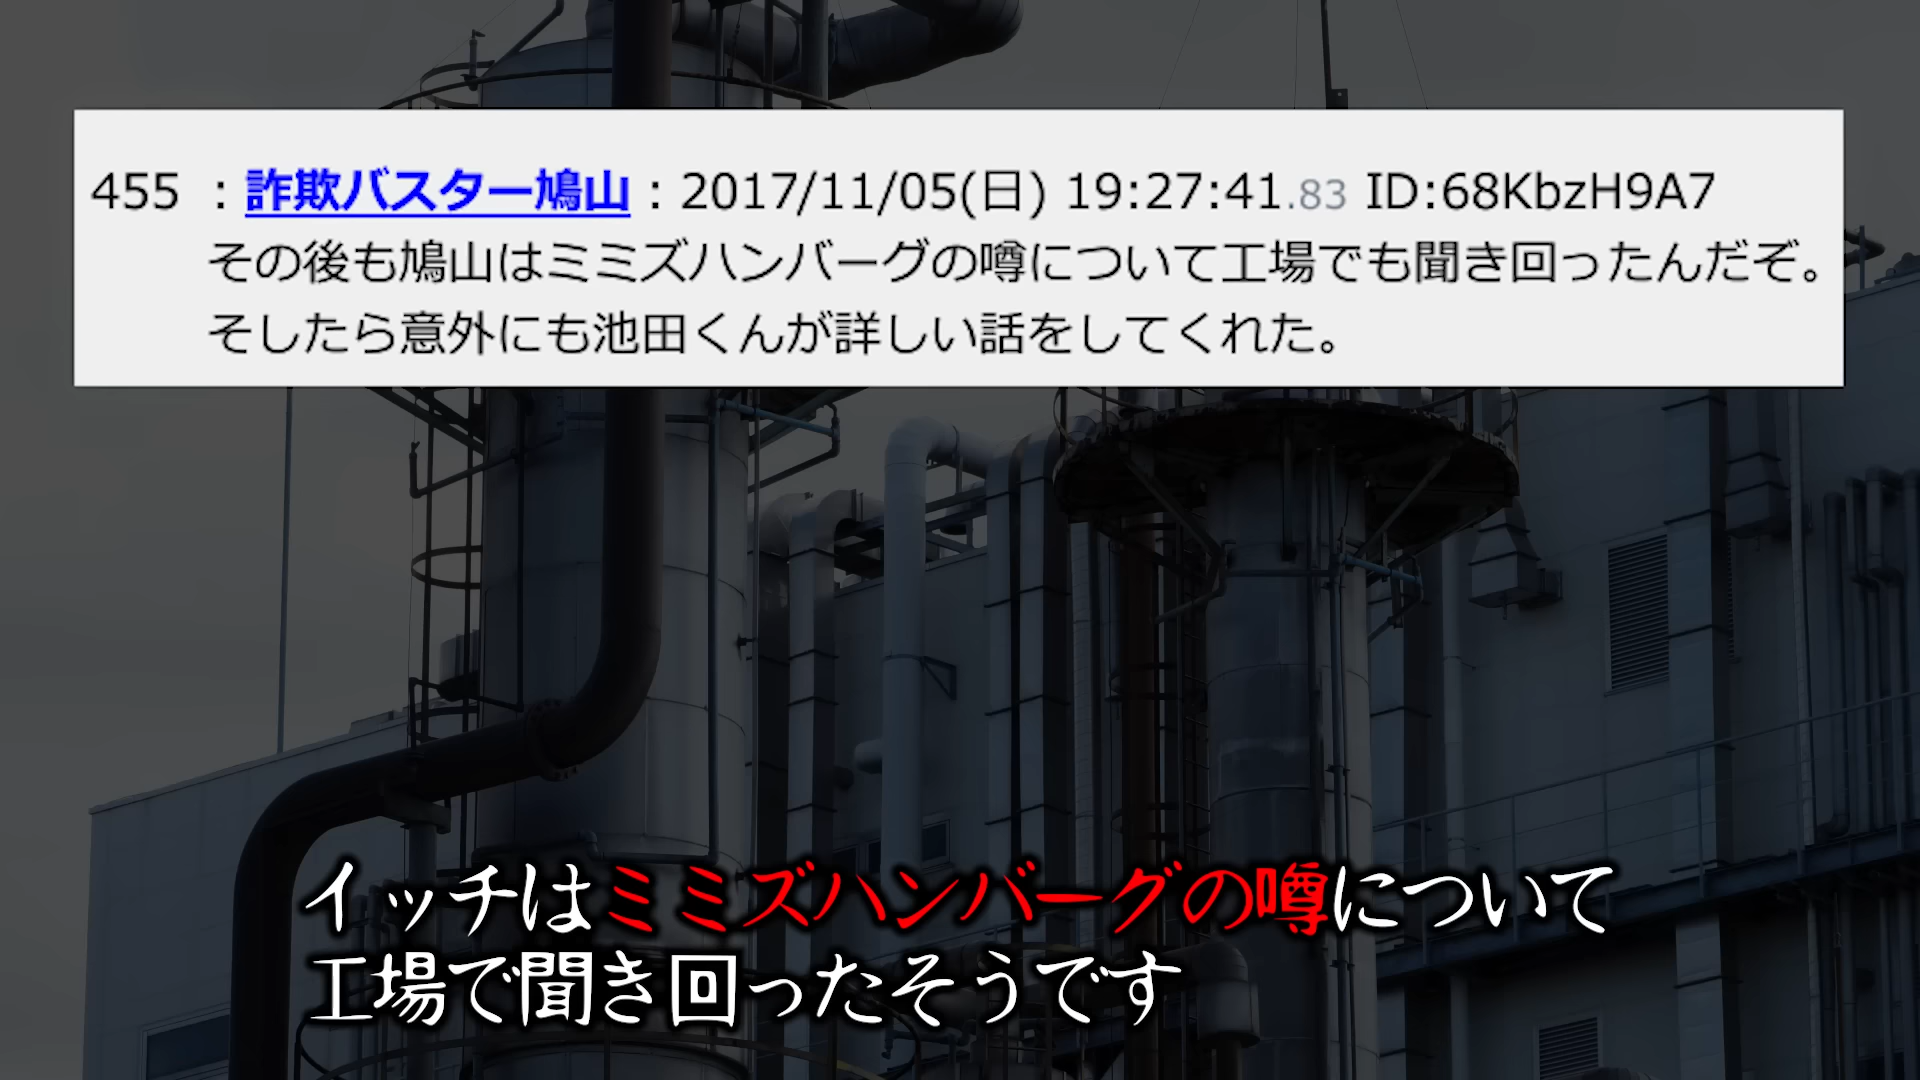 455 ：詐欺バスター鳩山：2017/11/05(日) 19:27:41.83 ID:68KbzH9A7
その後も鳩山はミミズハンバーグの噂について工場でも聞き回ったんだぞ。
そしたら意外にも池田くんが詳しい話をしてくれた。
イッチはミミズハンバーグの噂について
工場で聞き回ったそうです